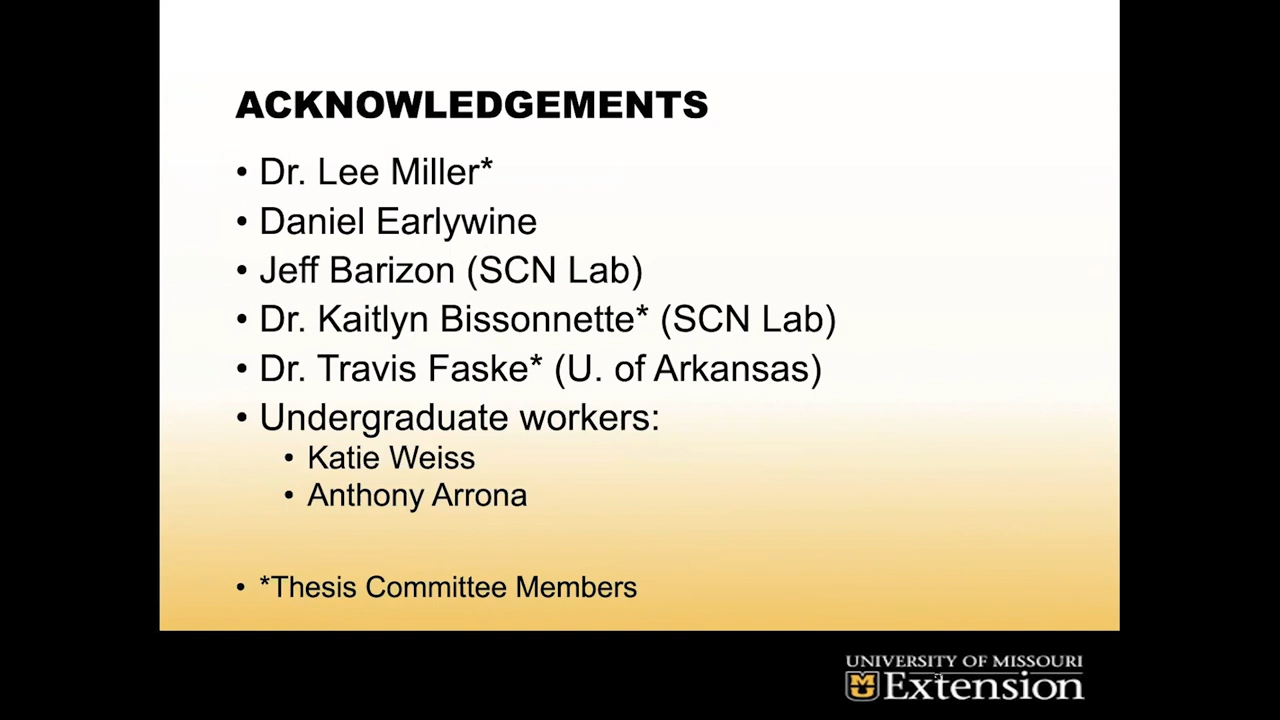 ACKNOWLEDGEMENTS
• Dr. Lee Miller*
• Daniel Earlywine
• Jeff Barizon (SCN Lab)
• Dr. Kaitlyn Bissonnette* (SCN Lab)
• Dr. Travis Faske* (U. of Arkansas)
• Undergraduate workers:
• Katie Weiss
• Anthony Arrona
• *Thesis Committee Members
UNIVERSITY OF MISSOURI
MU Extension